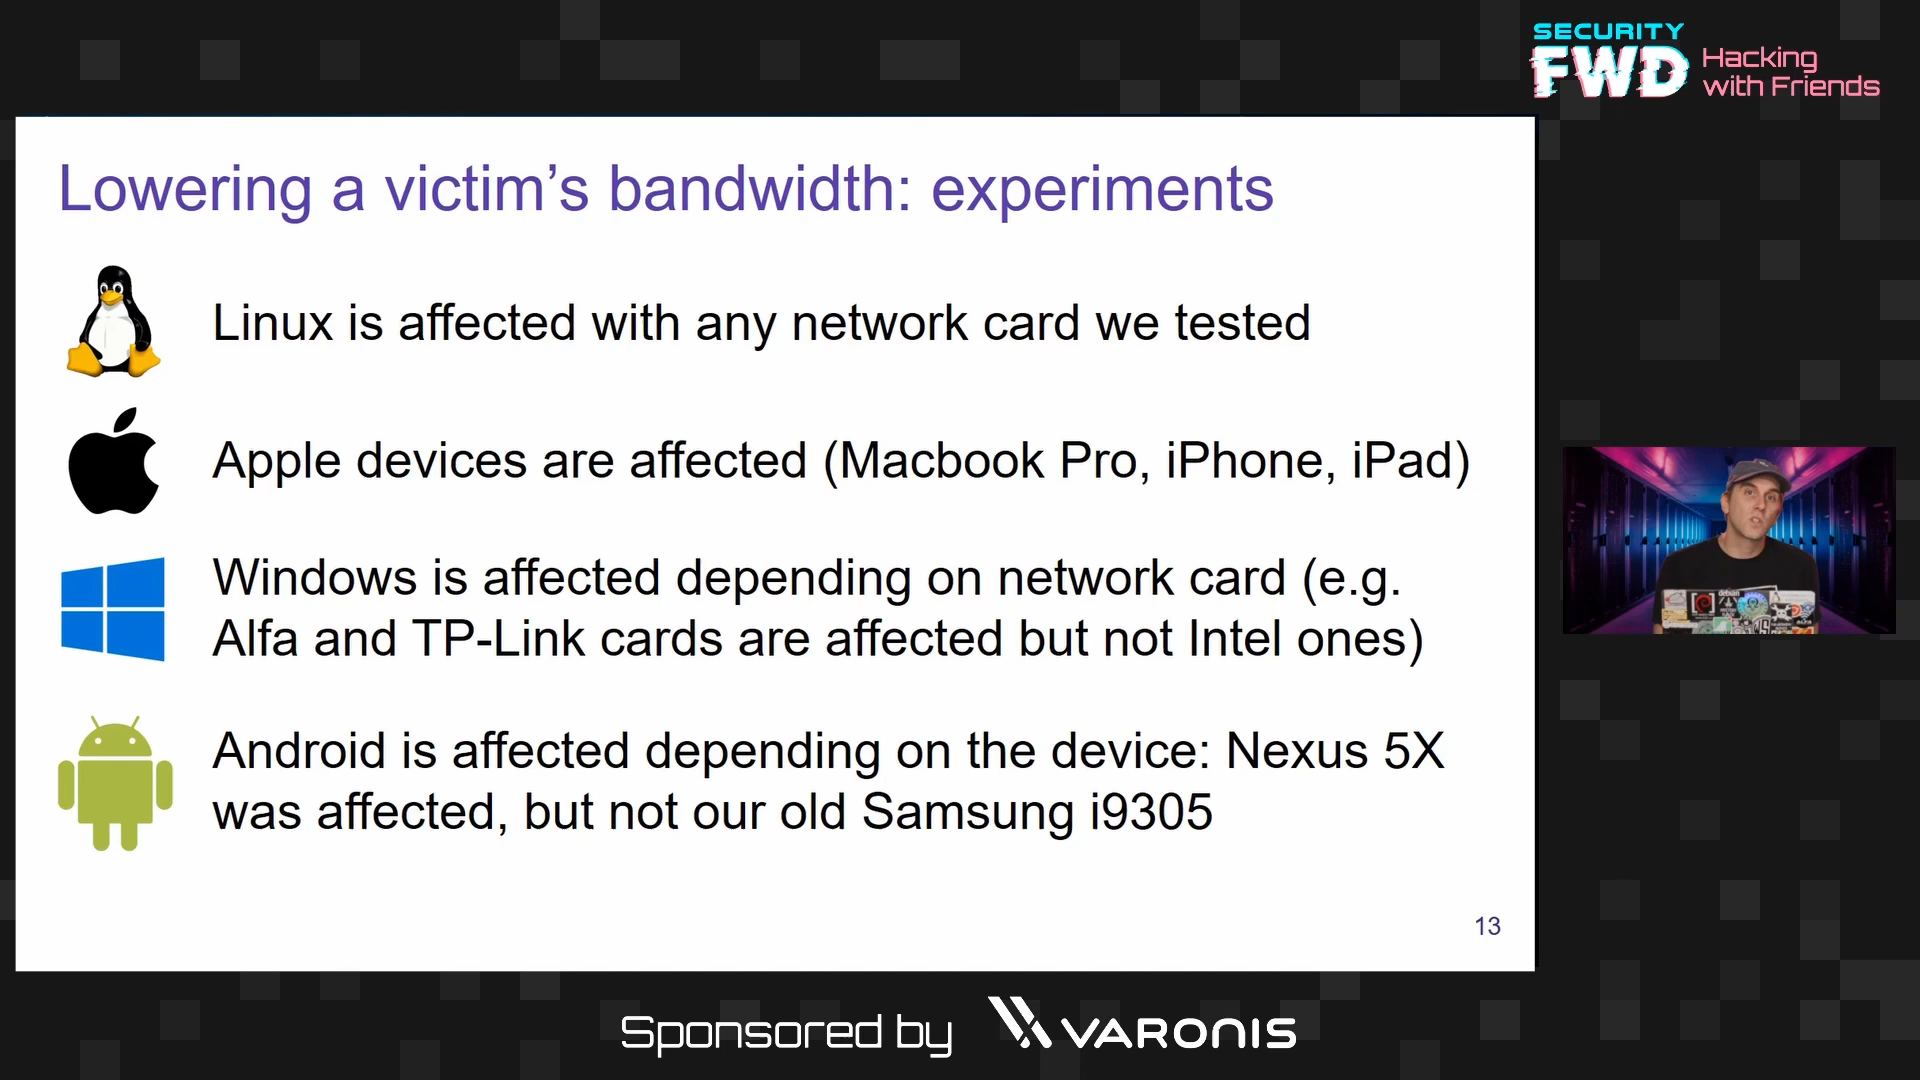 SECURITY
FWD
Hacking
with Friends
Lowering a victim’s bandwidth: experiments
Linux is affected with any network card we tested
Apple devices are affected (Macbook Pro, iPhone, iPad)
Windows is affected depending on network card (e.g.
Alfa and TP-Link cards are affected but not Intel ones)
Android is affected depending on the device: Nexus 5X
was affected, but not our old Samsung i9305
13
debian
Sponsored by VARONIS